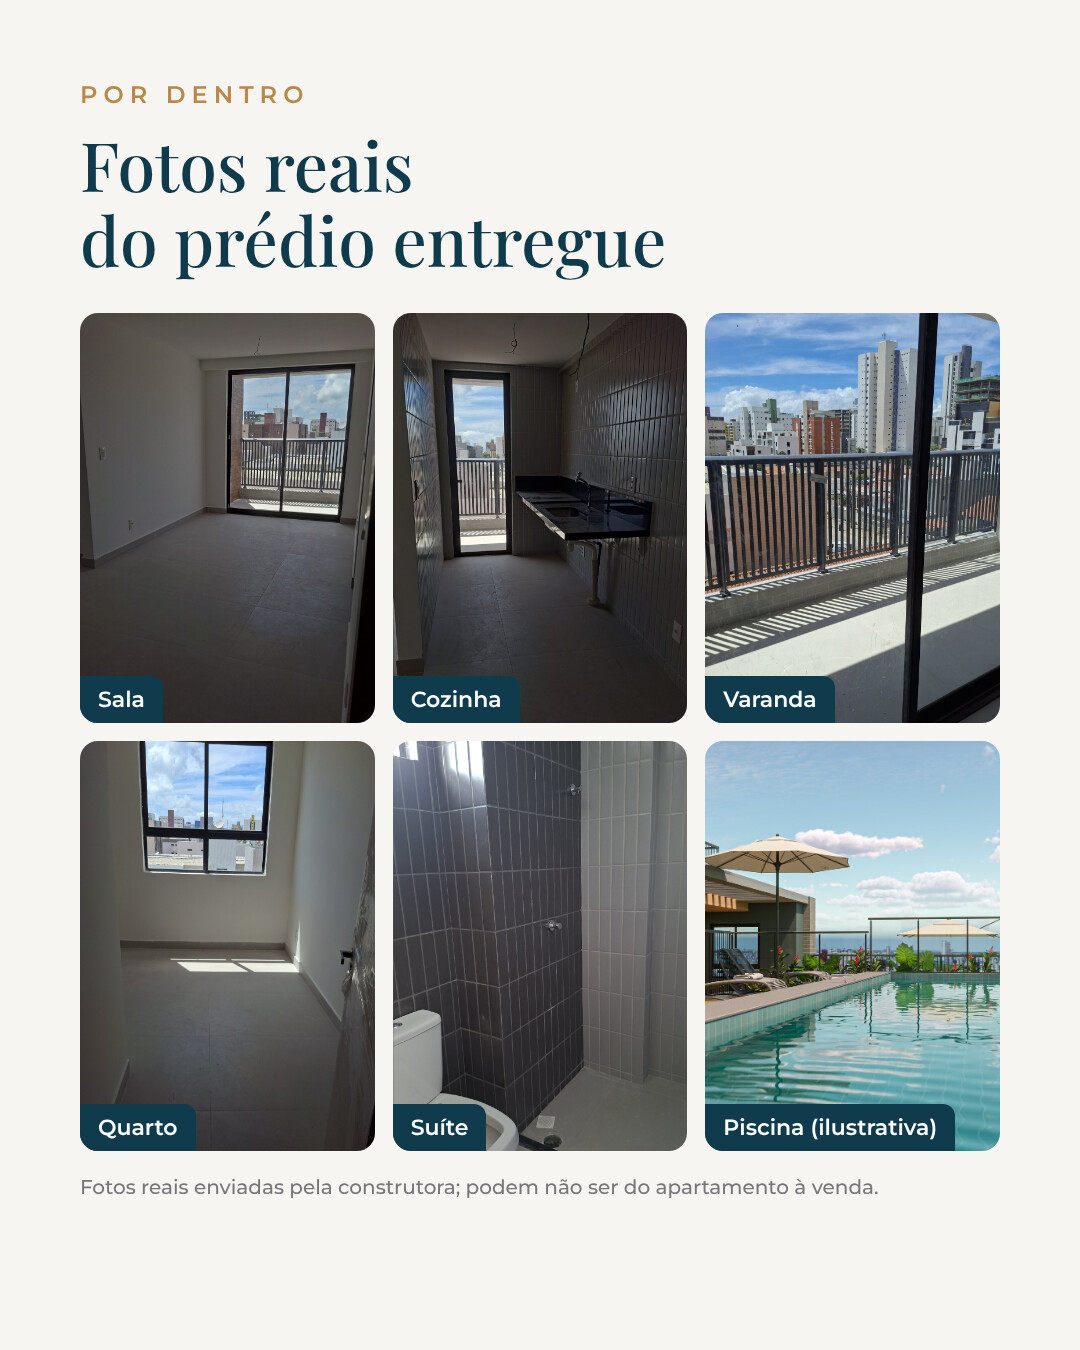 POR DENTRO
Fotos reais
do prédio entregue
Sala
Cozinha
Varanda
Quarto
Suíte
Piscina (ilustrativa)
Fotos reais enviadas pela construtora; podem não ser do apartamento à venda.